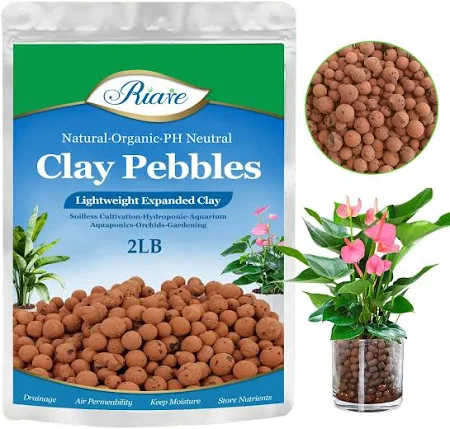 Riare
Natural·Organic·PH Neutral
Clay Pebbles
Lightweight Expanded Clay
Soilless Cultivation·Hydroponic·Aquarium
Aquaponics·Orchids·Gardening
2LB
Drainage Air Permeability Keep Moisture Store Nutrients